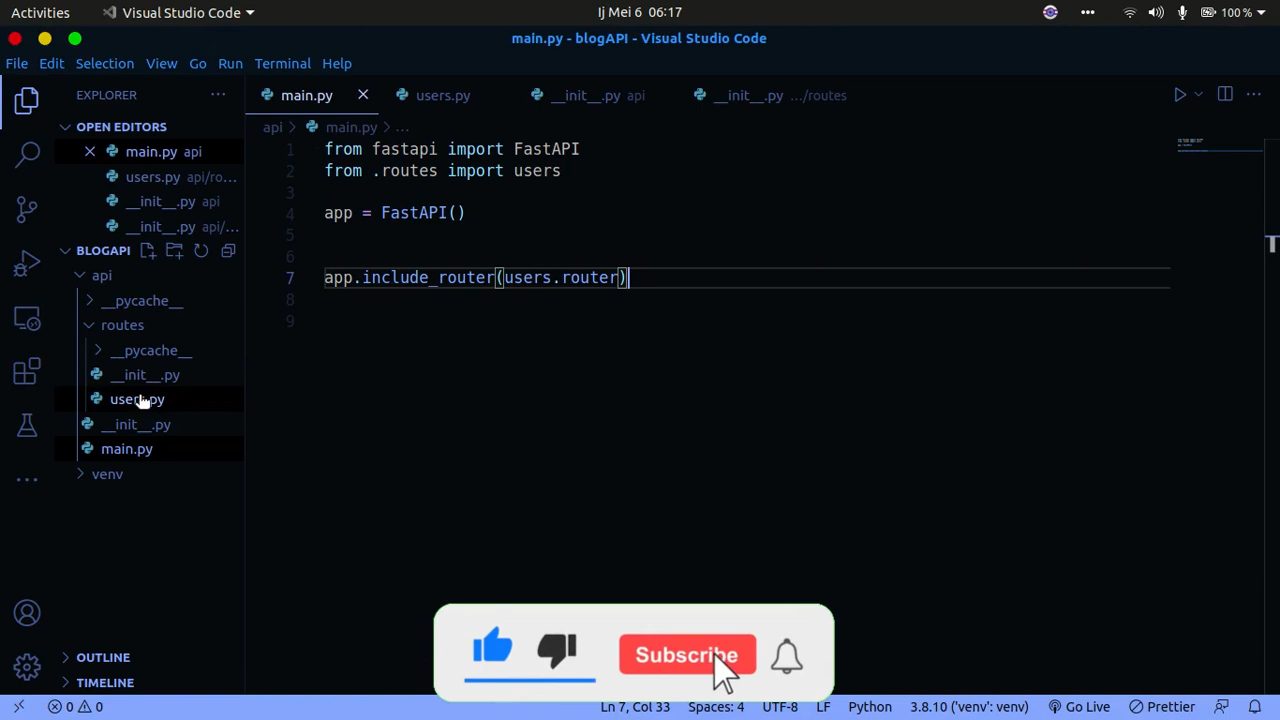 Activities
Visual Studio Code
Ij Mei 6 06:17
100 %
main.py - blogAPI - Visual Studio Code
File Edit Selection View Go Run Terminal Help
EXPLORER
main.py
users.py
__init__.py api
__init__.py .../routes
OPEN EDITORS
main.py api
users.py api/ro...
__init__.py api
__init__.py api/...
BLOGAPI
api
__pycache__
routes
__pycache__
__init__.py
users.py
__init__.py
main.py
venv
OUTLINE
TIMELINE
api > main.py > ...
1 from fastapi import FastAPI
2 from .routes import users
3
4 app = FastAPI()
5
6
7 app.include_router(users.router)
8
9
Subscribe
0 0
Ln 7, Col 33
Spaces: 4
UTF-8
LF
Python
3.8.10 ('venv': venv)
Go Live
Prettier